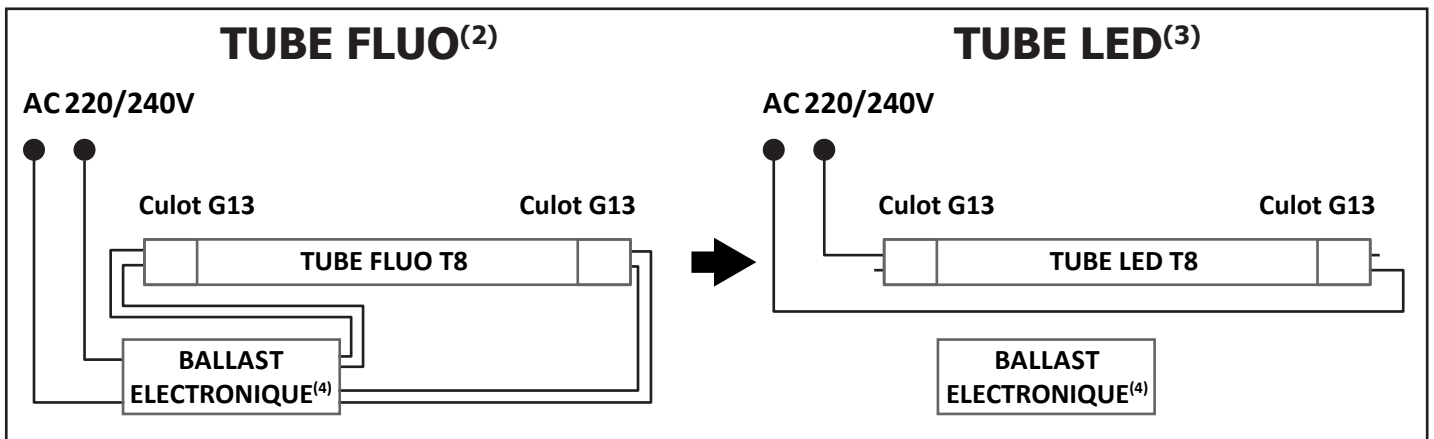 TUBE FLUO(2)
AC 220/240V
Culot G13
Culot G13
TUBE FLUO T8
BALLAST
ELECTRONIQUE(4)
TUBE LED(3)
AC 220/240V
Culot G13
Culot G13
TUBE LED T8
BALLAST
ELECTRONIQUE(4)